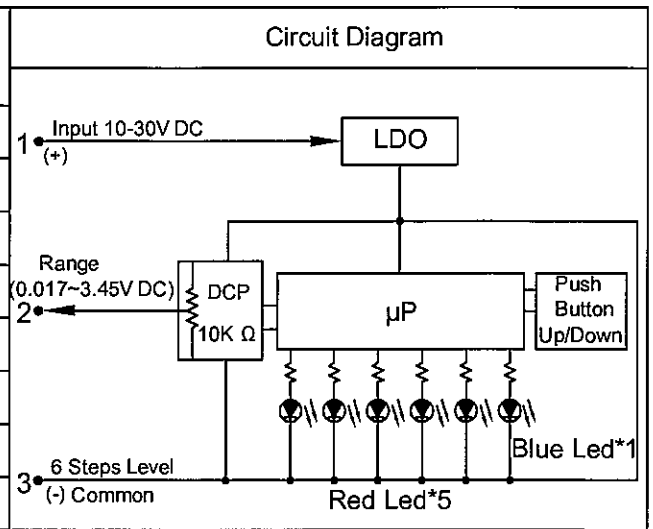 Circuit Diagram
1
Input 10-30V DC
(+)
LDO
Range
(0.017~3.45V DC)
2
DCP
10K Ω
µP
Push
Button
Up/Down
Blue Led*1
3
6 Steps Level
(-) Common
Red Led*5